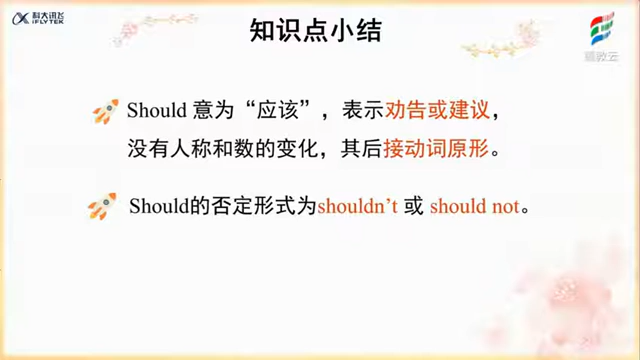 科大讯飞
iFLYTEK
知识点小结
Should 意为“应该”，表示劝告或建议，
没有人称和数的变化，其后接动词原形。
Should的否定形式为shouldn’t 或 should not。